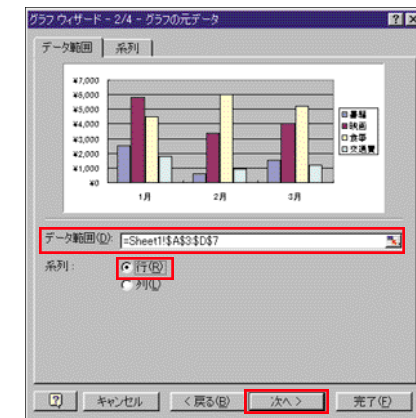 グラフ ウィザード - 2/4 - グラフの元データ
データ範囲 系列
¥7,000
¥6,000
¥5,000
¥4,000
¥3,000
¥2,000
¥1,000
¥0
1月 2月 3月
書籍
映画
食事
交通費
データ範囲(D): =Sheet1!$A$3:$D$7
系列: 行(R)
列(L)
キャンセル < 戻る(B) 次へ > 完了(F)